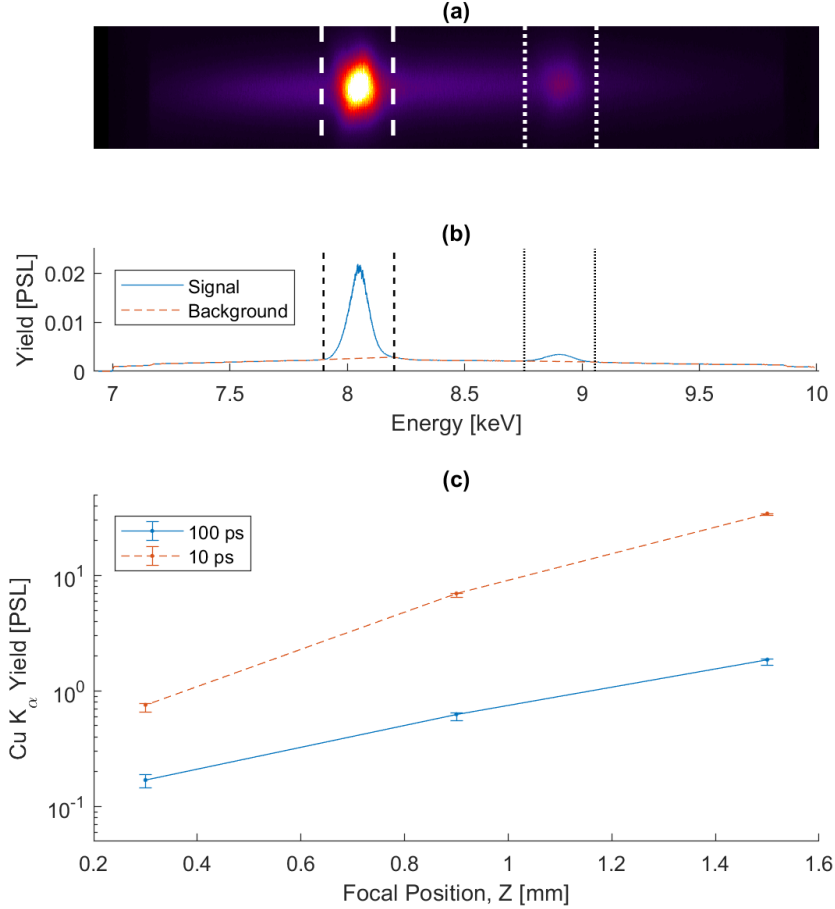 (a)
(b)
Yield [PSL]
0.02
0.01
0
Signal
Background
7 7.5 8 8.5 9 9.5 10
Energy [keV]
(c)
Cu K_α Yield [PSL]
10^1
10^0
10^-1
100 ps
10 ps
0.2 0.4 0.6 0.8 1 1.2 1.4 1.6
Focal Position, Z [mm]